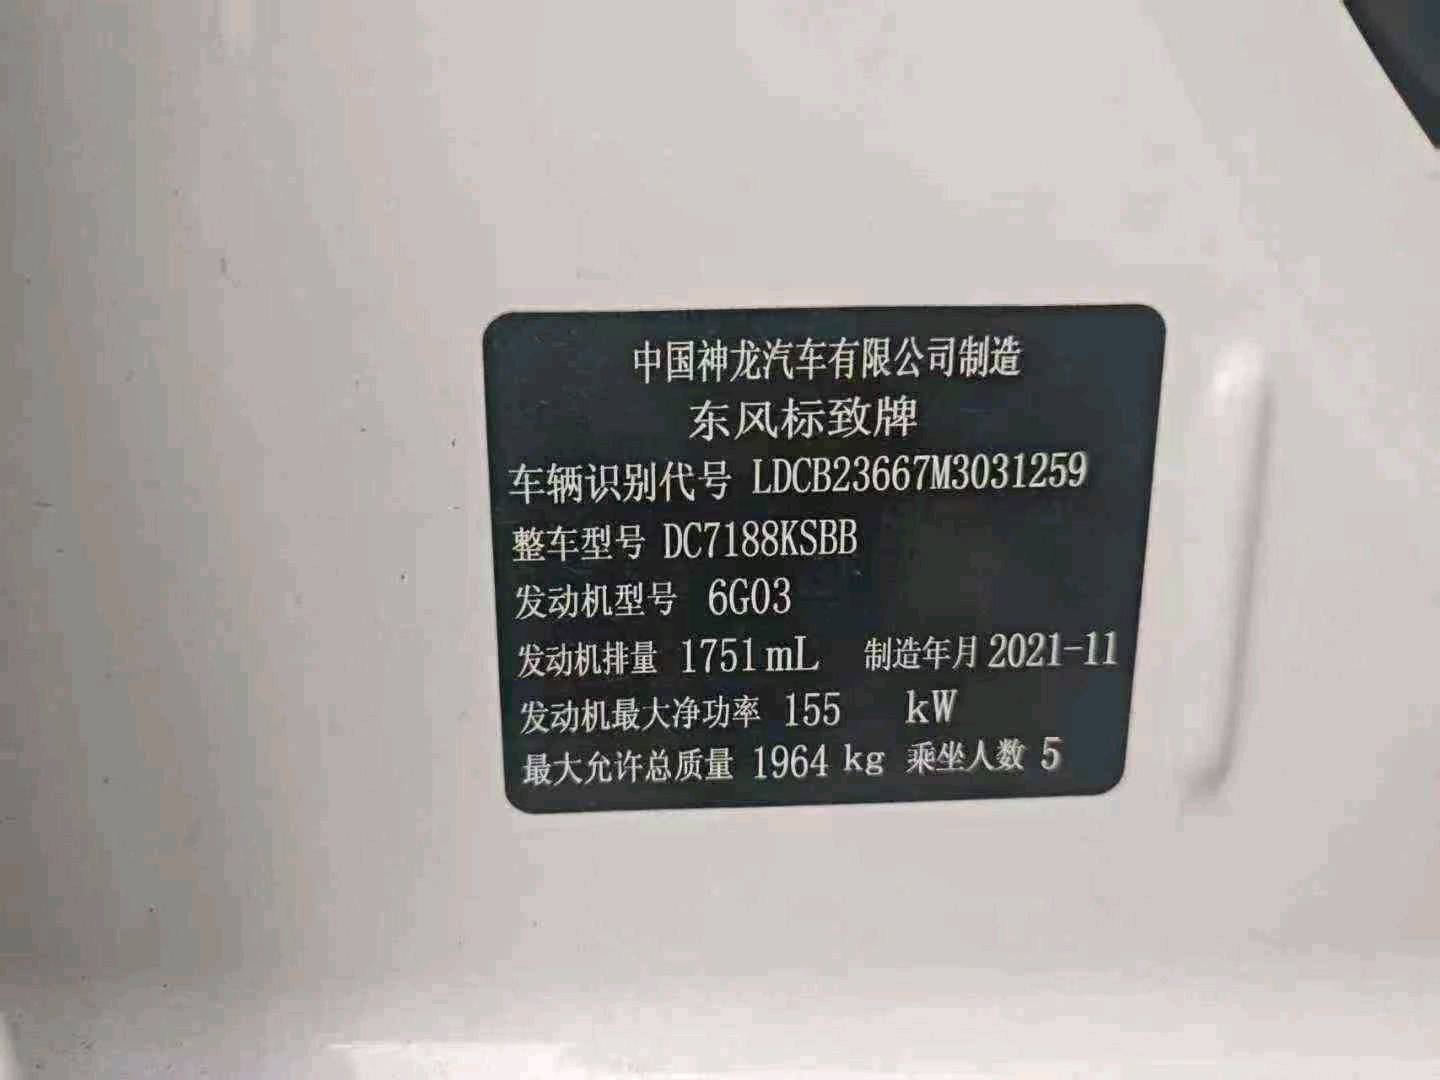 中国神龙汽车有限公司制造
东风标致牌
车辆识别代号 LDCB23667M3031259
整车型号 DC7188KSBB
发动机型号 6G03
发动机排量 1751mL 制造年月 2021-11
发动机最大净功率 155 kW
最大允许总质量 1964 kg 乘坐人数 5